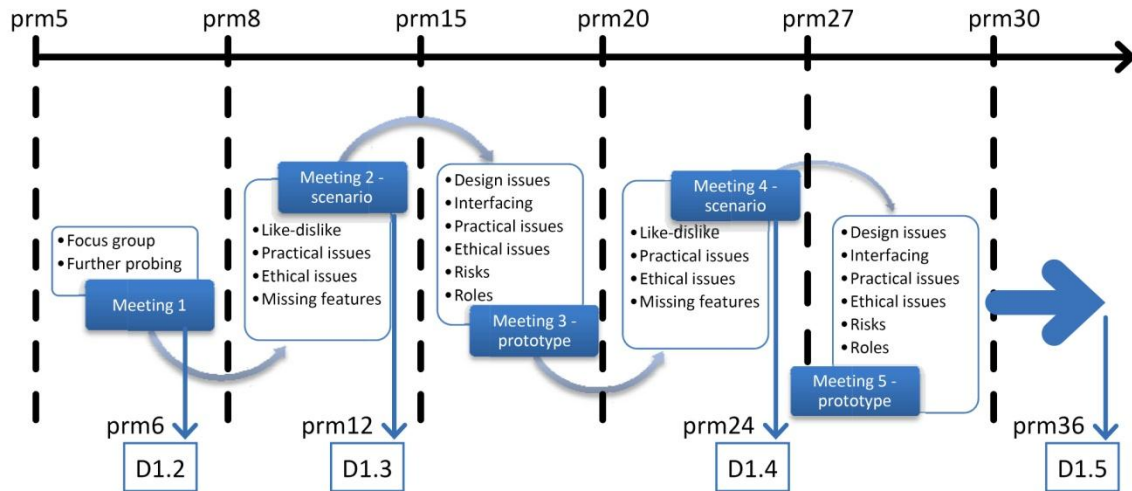 prm5 prm8 prm15 prm20 prm27 prm30
• Focus group
• Further probing
Meeting 1
Meeting 2 -
scenario
• Like-dislike
• Practical issues
• Ethical issues
• Missing features
• Design issues
• Interfacing
• Practical issues
• Ethical issues
• Risks
• Roles
Meeting 3 -
prototype
Meeting 4 -
scenario
• Like-dislike
• Practical issues
• Ethical issues
• Missing features
• Design issues
• Interfacing
• Practical issues
• Ethical issues
• Risks
• Roles
Meeting 5 -
prototype
prm6 prm12 prm24 prm36
D1.2 D1.3 D1.4 D1.5